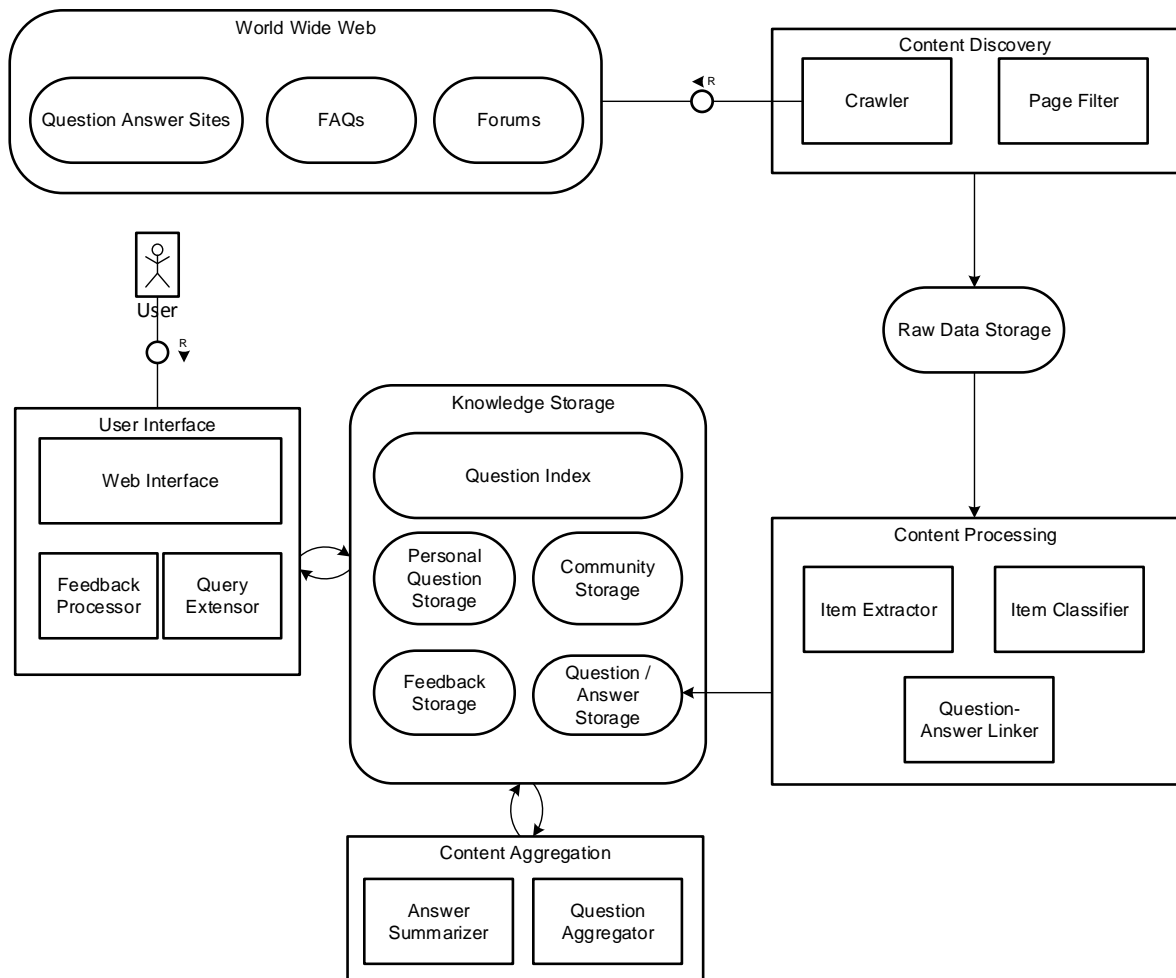 World Wide Web
Question Answer Sites
FAQs
Forums
R
Content Discovery
Crawler
Page Filter
User
R
Raw Data Storage
User Interface
Web Interface
Feedback
Processor
Query
Extensor
Knowledge Storage
Question Index
Personal
Question
Storage
Community
Storage
Feedback
Storage
Question /
Answer
Storage
Content Processing
Item Extractor
Item Classifier
Question-
Answer Linker
Content Aggregation
Answer
Summarizer
Question
Aggregator